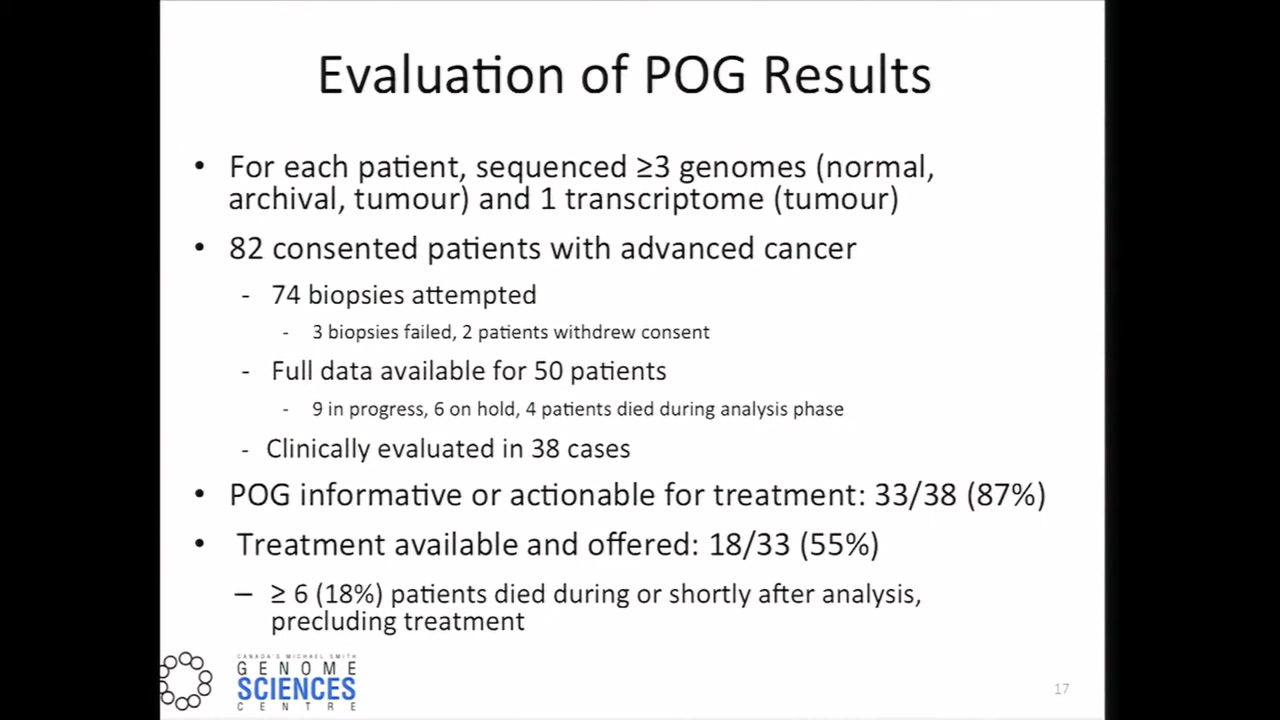 Evaluation of POG Results
• For each patient, sequenced ≥3 genomes (normal,
archival, tumour) and 1 transcriptome (tumour)
• 82 consented patients with advanced cancer
- 74 biopsies attempted
- 3 biopsies failed, 2 patients withdrew consent
- Full data available for 50 patients
- 9 in progress, 6 on hold, 4 patients died during analysis phase
- Clinically evaluated in 38 cases
• POG informative or actionable for treatment: 33/38 (87%)
• Treatment available and offered: 18/33 (55%)
– ≥ 6 (18%) patients died during or shortly after analysis,
precluding treatment
CANADA'S MICHAEL SMITH
GENOME
SCIENCES
CENTRE
17